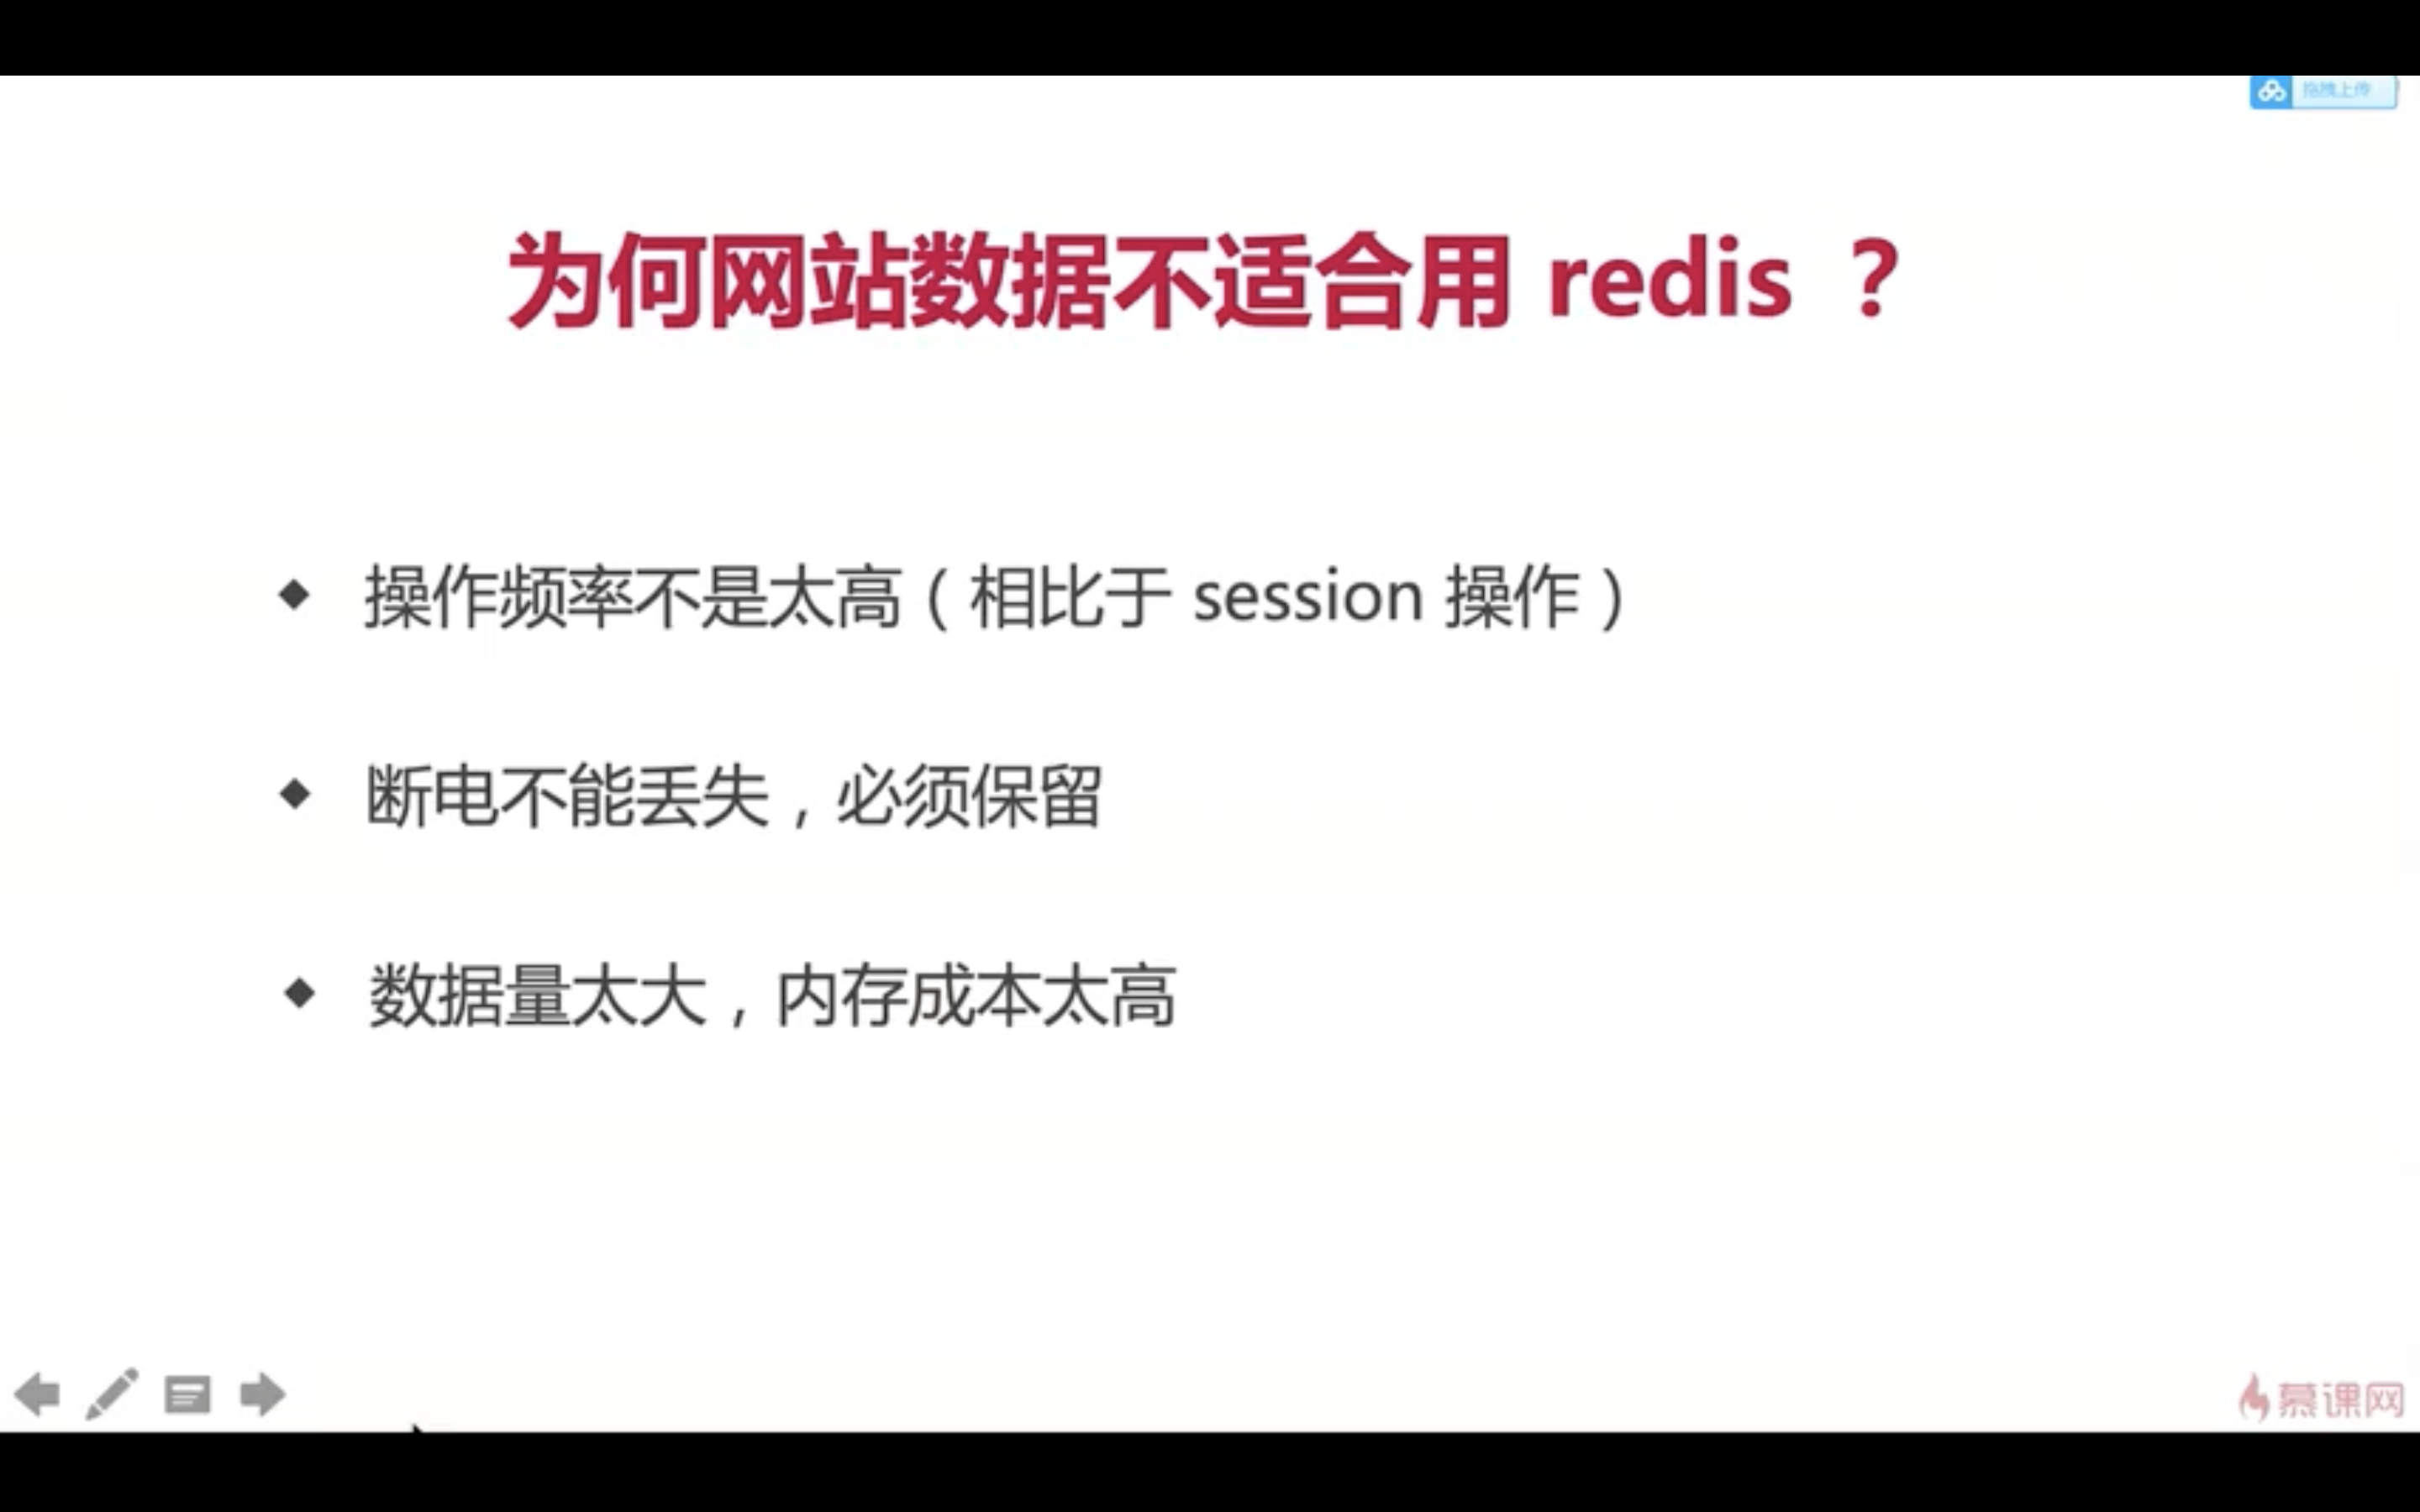 拖拽上传
为何网站数据不适合用 redis ？
◆ 操作频率不是太高（相比于 session 操作）
◆ 断电不能丢失，必须保留
◆ 数据量太大，内存成本太高
慕课网